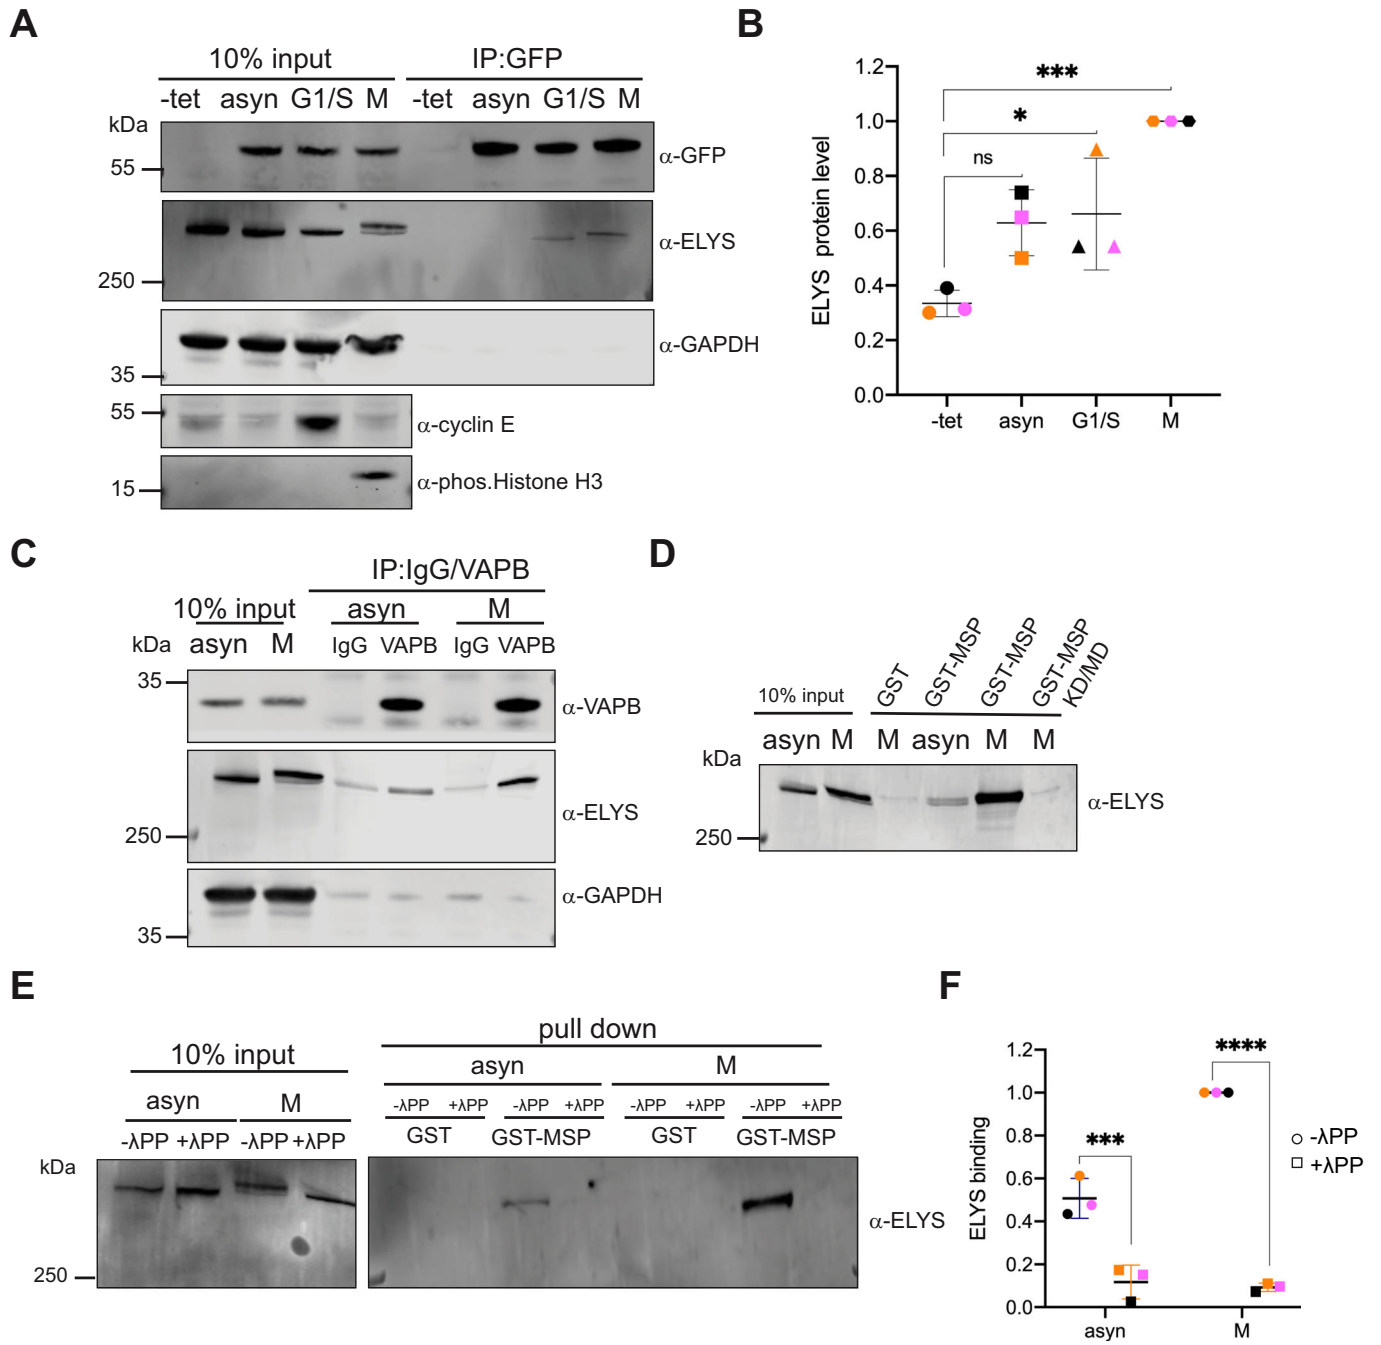 A
10% input IP:GFP
-tet asyn G1/S M -tet asyn G1/S M
kDa
55
α-GFP
α-ELYS
250
α-GAPDH
35
55
α-cyclin E
15
α-phos.Histone H3
B
***
*
ns
1.2
1.0
0.8
0.6
0.4
0.2
0.0
ELYS protein level
-tet asyn G1/S M
C
IP:IgG/VAPB
10% input asyn M
kDa asyn M IgG VAPB IgG VAPB
35
α-VAPB
α-ELYS
250
α-GAPDH
35
D
10% input GST GST-MSP GST-MSP GST-MSP KD/MD
asyn M M asyn M M
kDa
α-ELYS
250
E
10% input
asyn M
-λPP +λPP -λPP +λPP
kDa
250
pull down
asyn M
-λPP +λPP -λPP +λPP -λPP +λPP -λPP +λPP
GST GST-MSP GST GST-MSP
α-ELYS
F
****
***
1.2
1.0
0.8
0.6
0.4
0.2
0.0
ELYS binding
asyn M
-λPP
+λPP